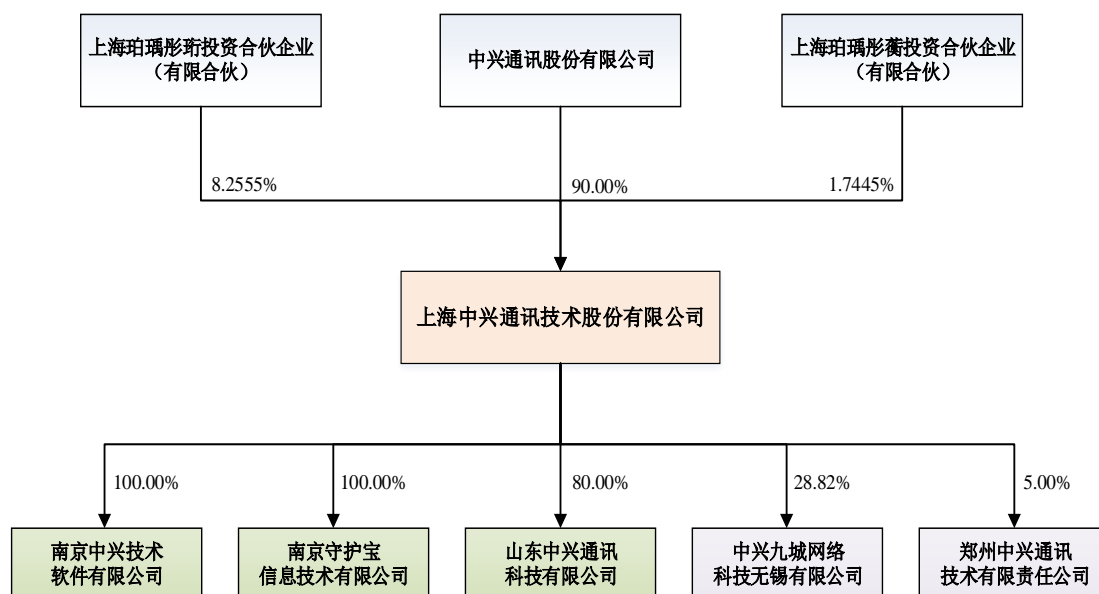 上海珀瑀彤珩投资合伙企业
（有限合伙）
中兴通讯股份有限公司
上海珀瑀彤蘅投资合伙企业
（有限合伙）
8.2555%
90.00%
1.7445%
上海中兴通讯技术股份有限公司
100.00%
100.00%
80.00%
28.82%
5.00%
南京中兴技术
软件有限公司
南京守护宝
信息技术有限公司
山东中兴通讯
科技有限公司
中兴九城网络
科技无锡有限公司
郑州中兴通讯
技术有限责任公司